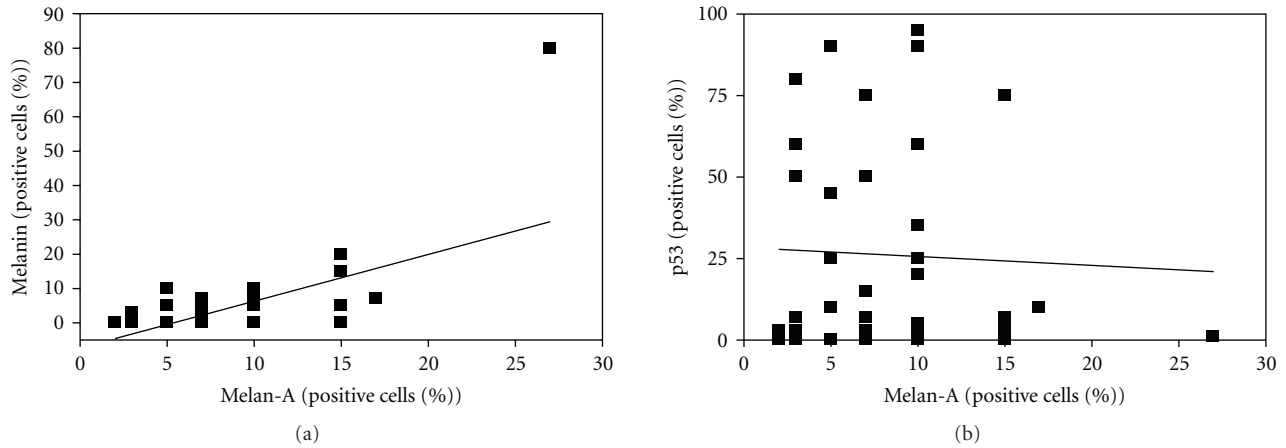 Melanin (positive cells (%))
90
80
70
60
50
40
30
20
10
0
0 5 10 15 20 25 30
Melan-A (positive cells (%))
(a)
p53 (positive cells (%))
100
75
50
25
0
0 5 10 15 20 25 30
Melan-A (positive cells (%))
(b)